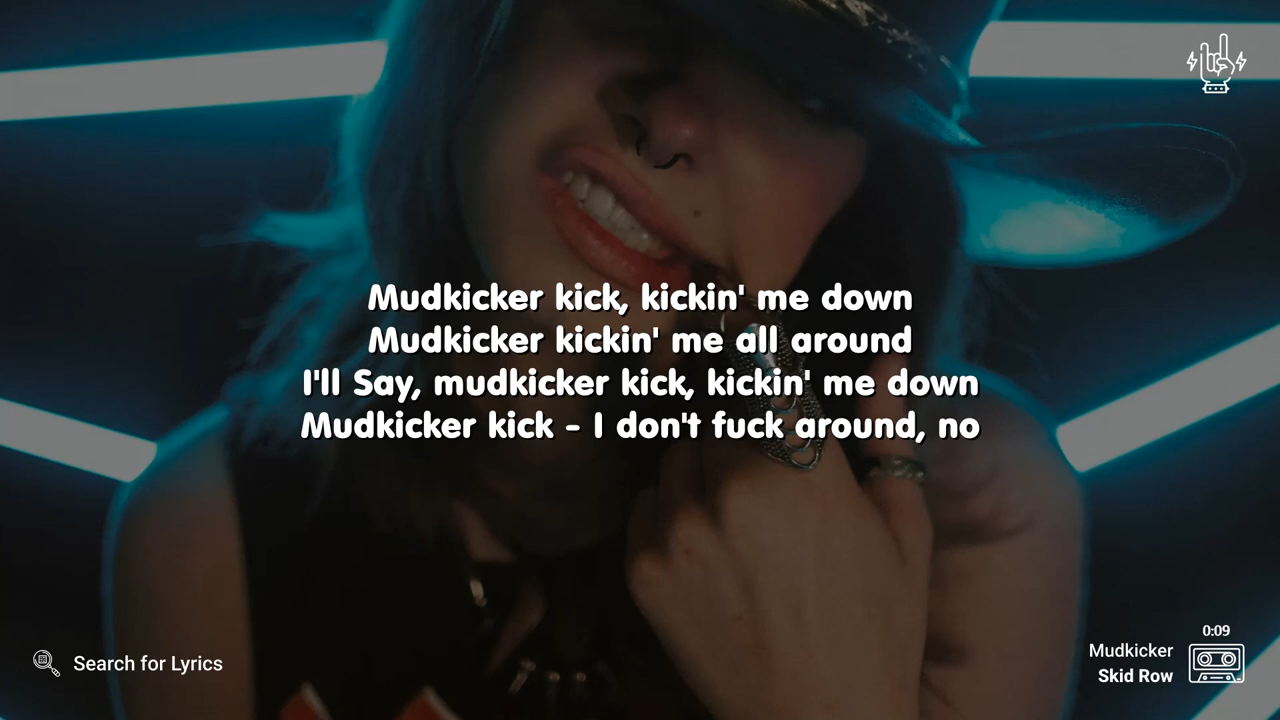 Mudkicker kick, kickin' me down
Mudkicker kickin' me all around
I'll Say, mudkicker kick, kickin' me down
Mudkicker kick - I don't fuck around, no
0:09
Mudkicker
Skid Row
Search for Lyrics